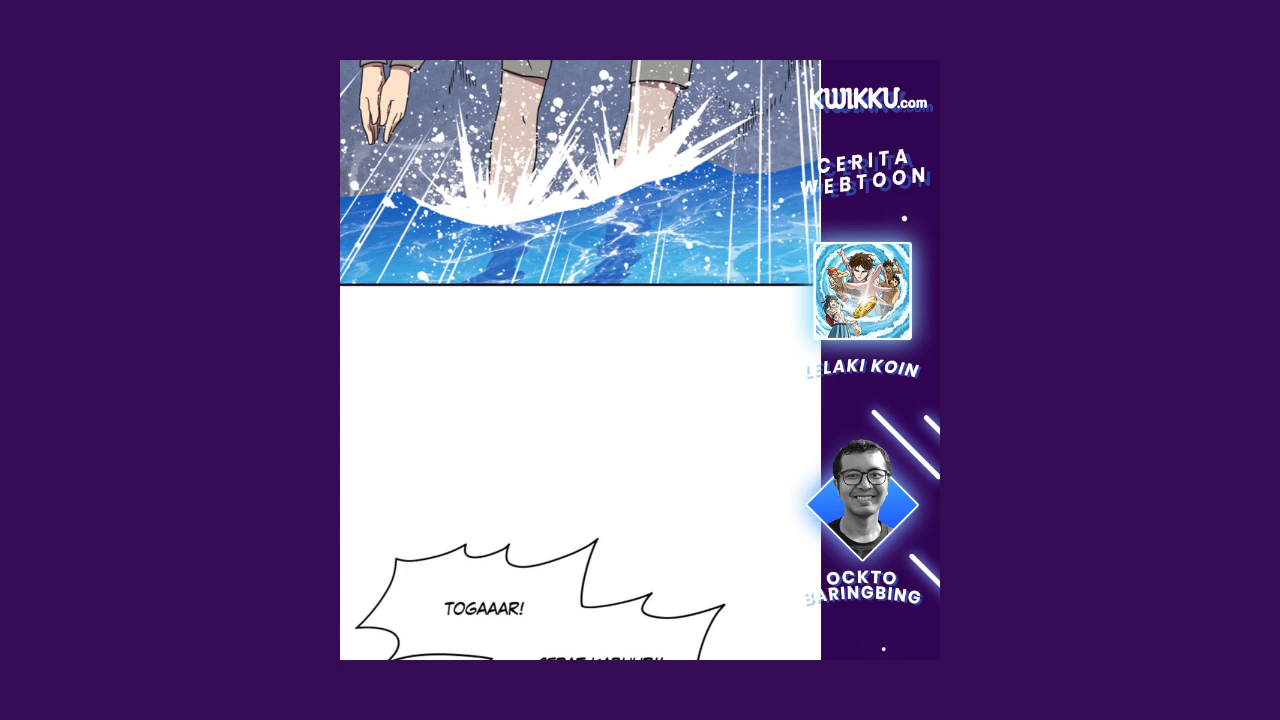 KWIKKU.com
CERITA
WEBTOON
LELAKI KOIN
OCKTO
BARINGBING
TOGAAAR!